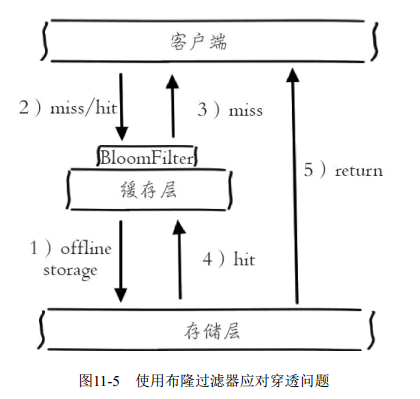 客户端
2）miss/hit
3）miss
BloomFilter
缓存层
5）return
1）offline
storage
4）hit
存储层
图11-5 使用布隆过滤器应对穿透问题